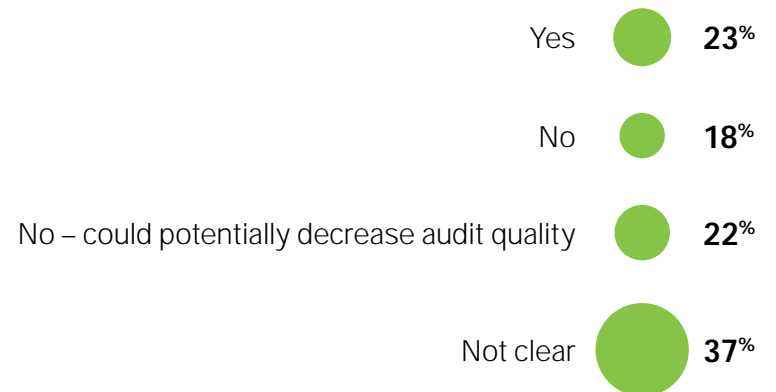 Yes 23%
No 18%
No – could potentially decrease audit quality 22%
Not clear 37%